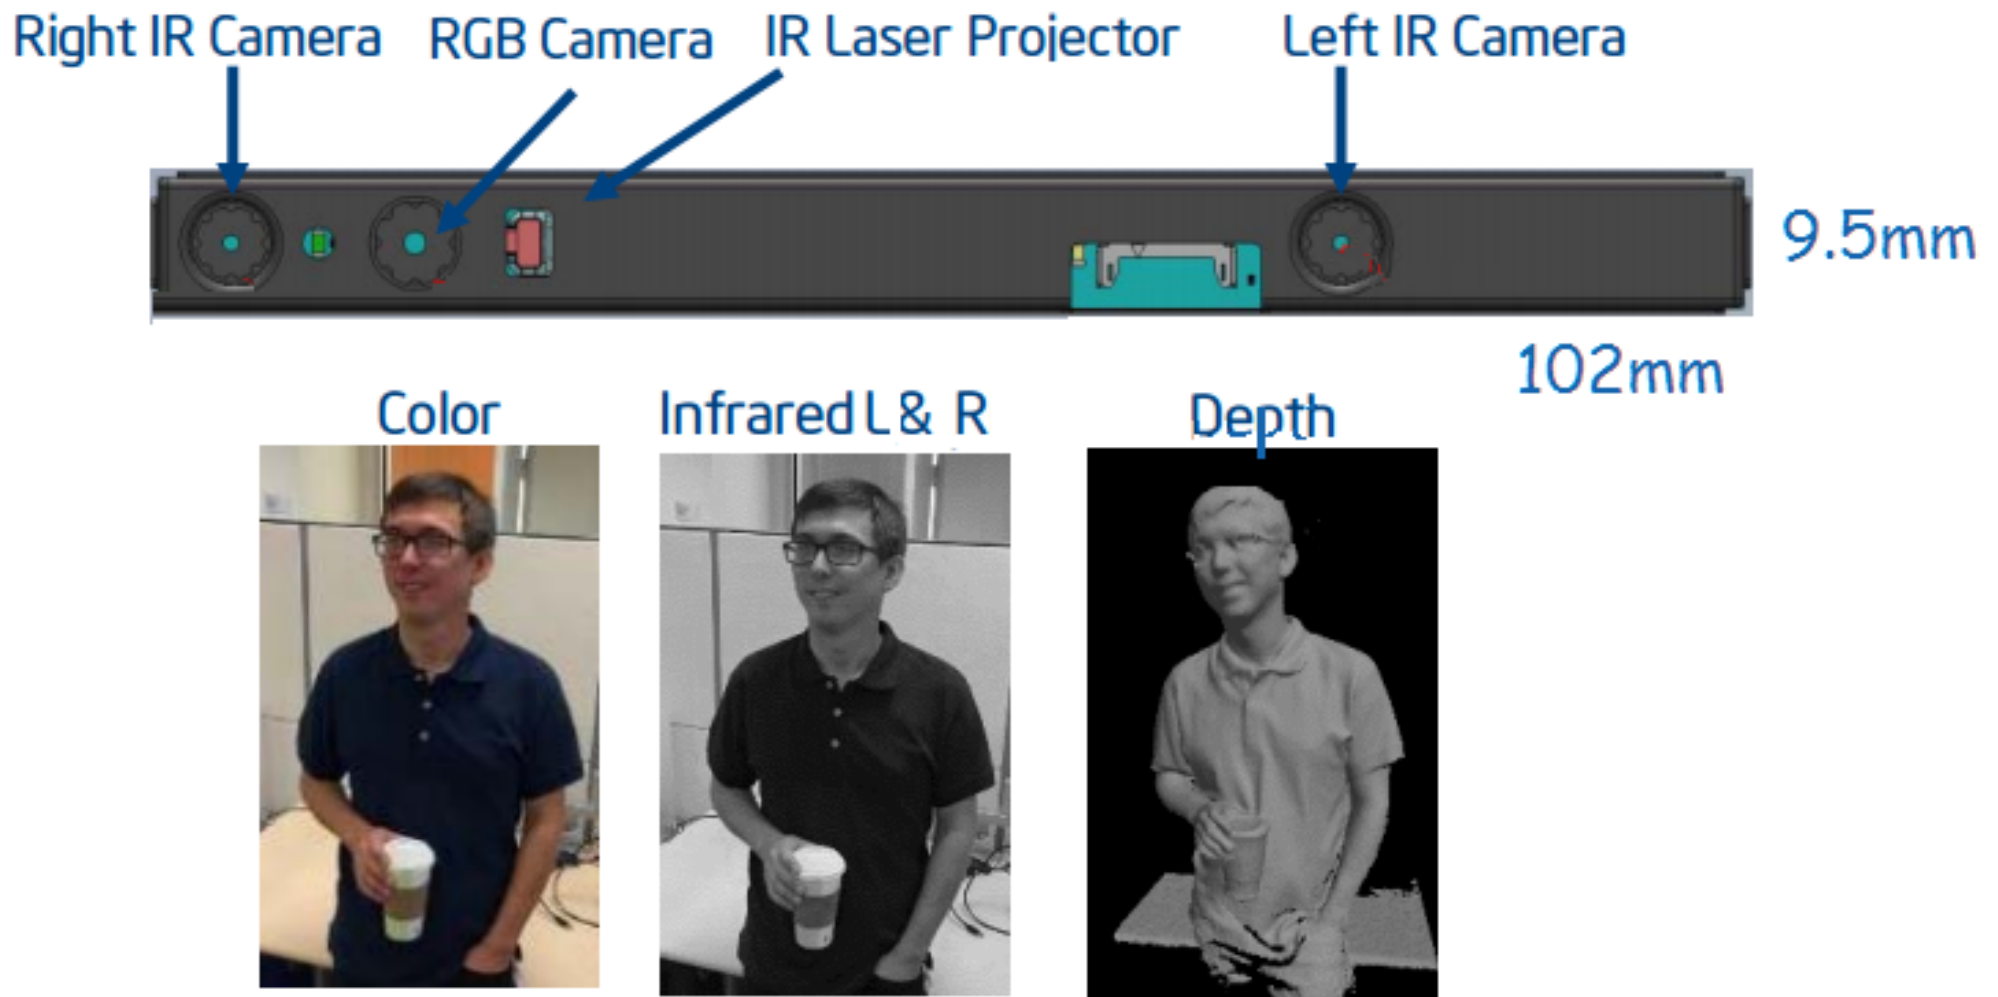 Right IR Camera
RGB Camera
IR Laser Projector
Left IR Camera
9.5mm
102mm
Color
Infrared L & R
Depth